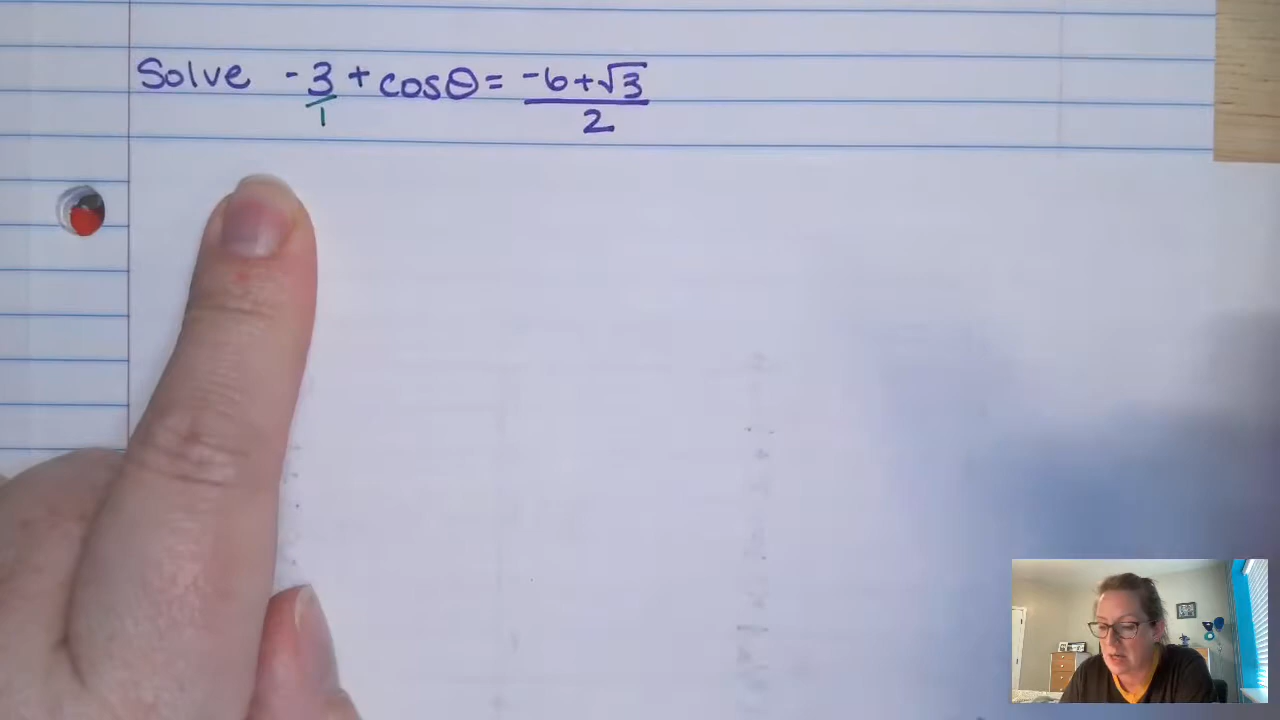 Solve -3/1 + cosθ = (-6+√3)/2